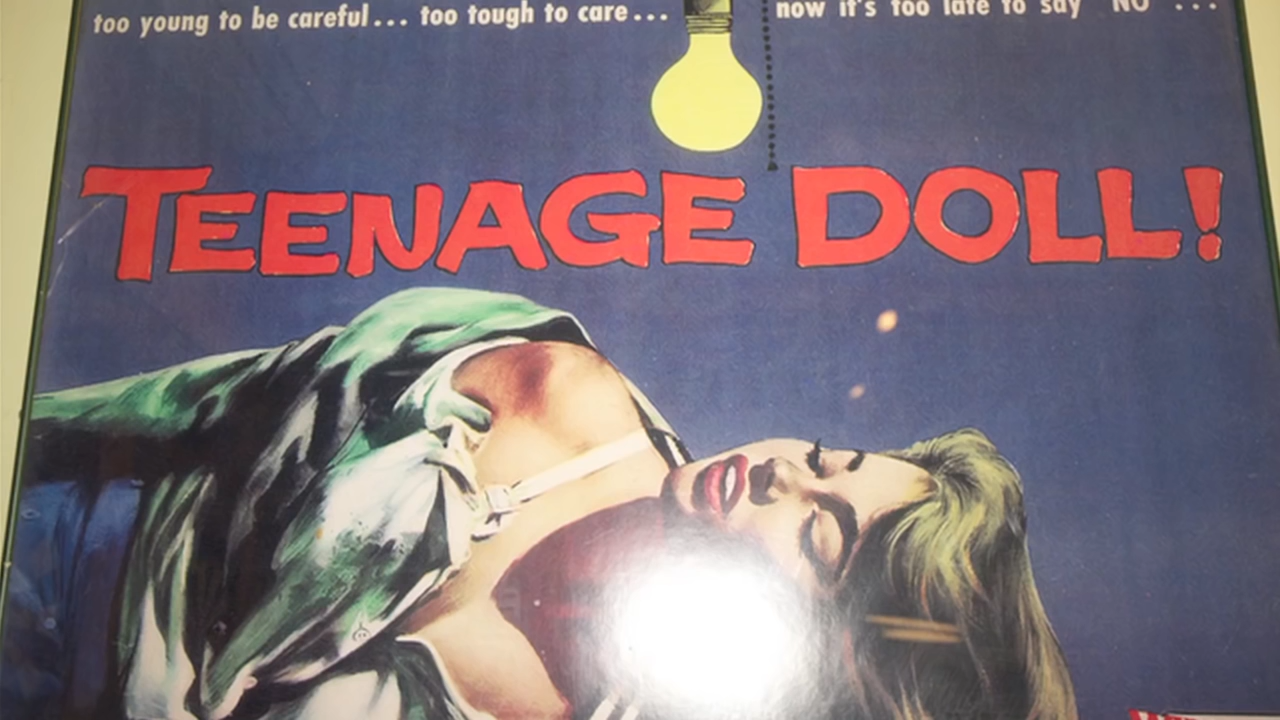 too young to be careful... too tough to care...
now it's too late to say "NO"...
TEENAGE DOLL!